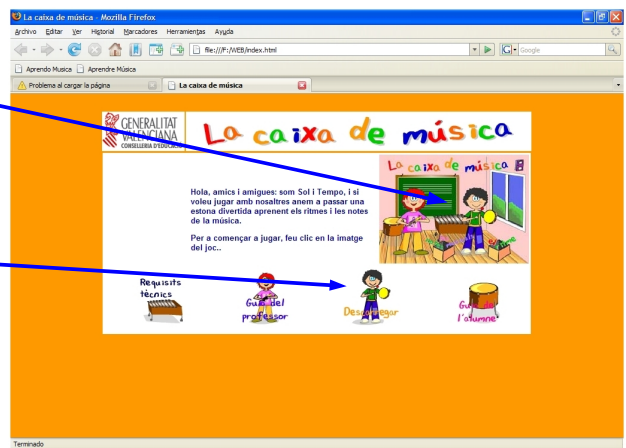 La caixa de música - Mozilla Firefox
Archivo Editar Ver Historial Marcadores Herramientas Ayuda
file:///F:/WEB/index.html
Google
Aprendo Musica Aprendre Música
Problema al cargar la página
La caixa de música
GENERALITAT
VALENCIANA
CONSELLERIA D'EDUCACIÓ
La caixa de música
La caixa de música
Hola, amics i amigues: som Sol i Tempo, i si
voleu jugar amb nosaltres anem a passar una
estona divertida aprenent els ritmes i les notes
de la música.
Per a començar a jugar, feu clic en la imatge
del joc..
Requisits
tècnics
Guia del
professor
Descarregar
Guia de
l'alumne
Terminado